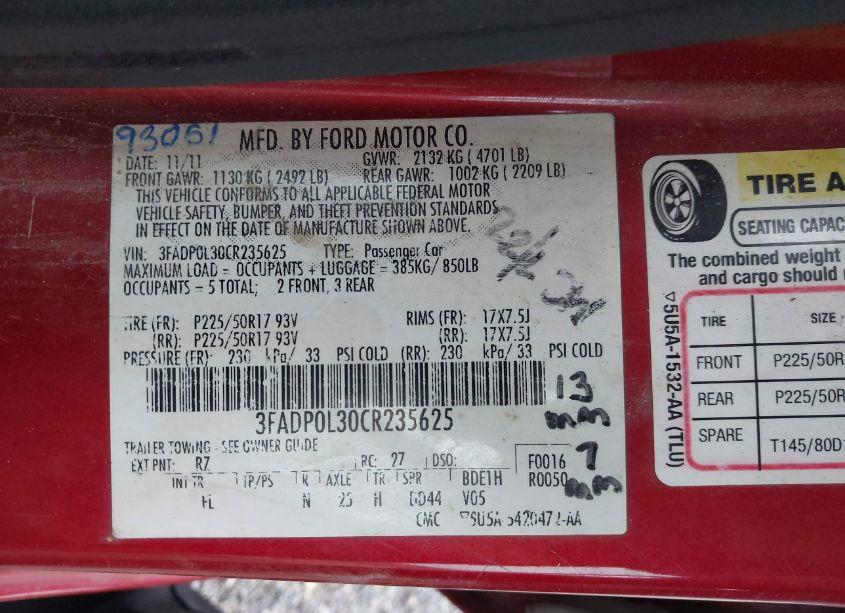 93051
MFD. BY FORD MOTOR CO.
DATE: 11/11 GVWR: 2132 KG ( 4701 LB)
FRONT GAWR: 1130 KG ( 2492 LB) REAR GAWR: 1002 KG ( 2209 LB)
THIS VEHICLE CONFORMS TO ALL APPLICABLE FEDERAL MOTOR
VEHICLE SAFETY, BUMPER, AND THEFT PREVENTION STANDARDS
IN EFFECT ON THE DATE OF MANUFACTURE SHOWN ABOVE.
VIN: 3FADP0L30CR235625 TYPE: Passenger Car
MAXIMUM LOAD = OCCUPANTS + LUGGAGE = 385KG/ 850LB
OCCUPANTS = 5 TOTAL; 2 FRONT, 3 REAR
TIRE (FR): P225/50R17 93V RIMS (FR): 17X7.5J
(RR): P225/50R17 93V (RR): 17X7.5J
PRESSURE (FR): 230 kPa/ 33 PSI COLD (RR): 230 kPa/ 33 PSI COLD
13
mm
3FADP0L30CR235625
TRAILER TOWING - SEE OWNER GUIDE
EXT PNT: RZ RC: 27 DSO: F0016
R0050
7
mm
INT TR TP/PS R AXLE TR SPR BDE1H
FL N 25 H DD44 VG5
CMC ▽5U5A-5420472-AA
TIRE A
SEATING CAPAC
The combined weight
and cargo should
▽5U5A-1532-AA (TLU)
TIRE SIZE
FRONT P225/50R
REAR P225/50R
SPARE T145/80D1